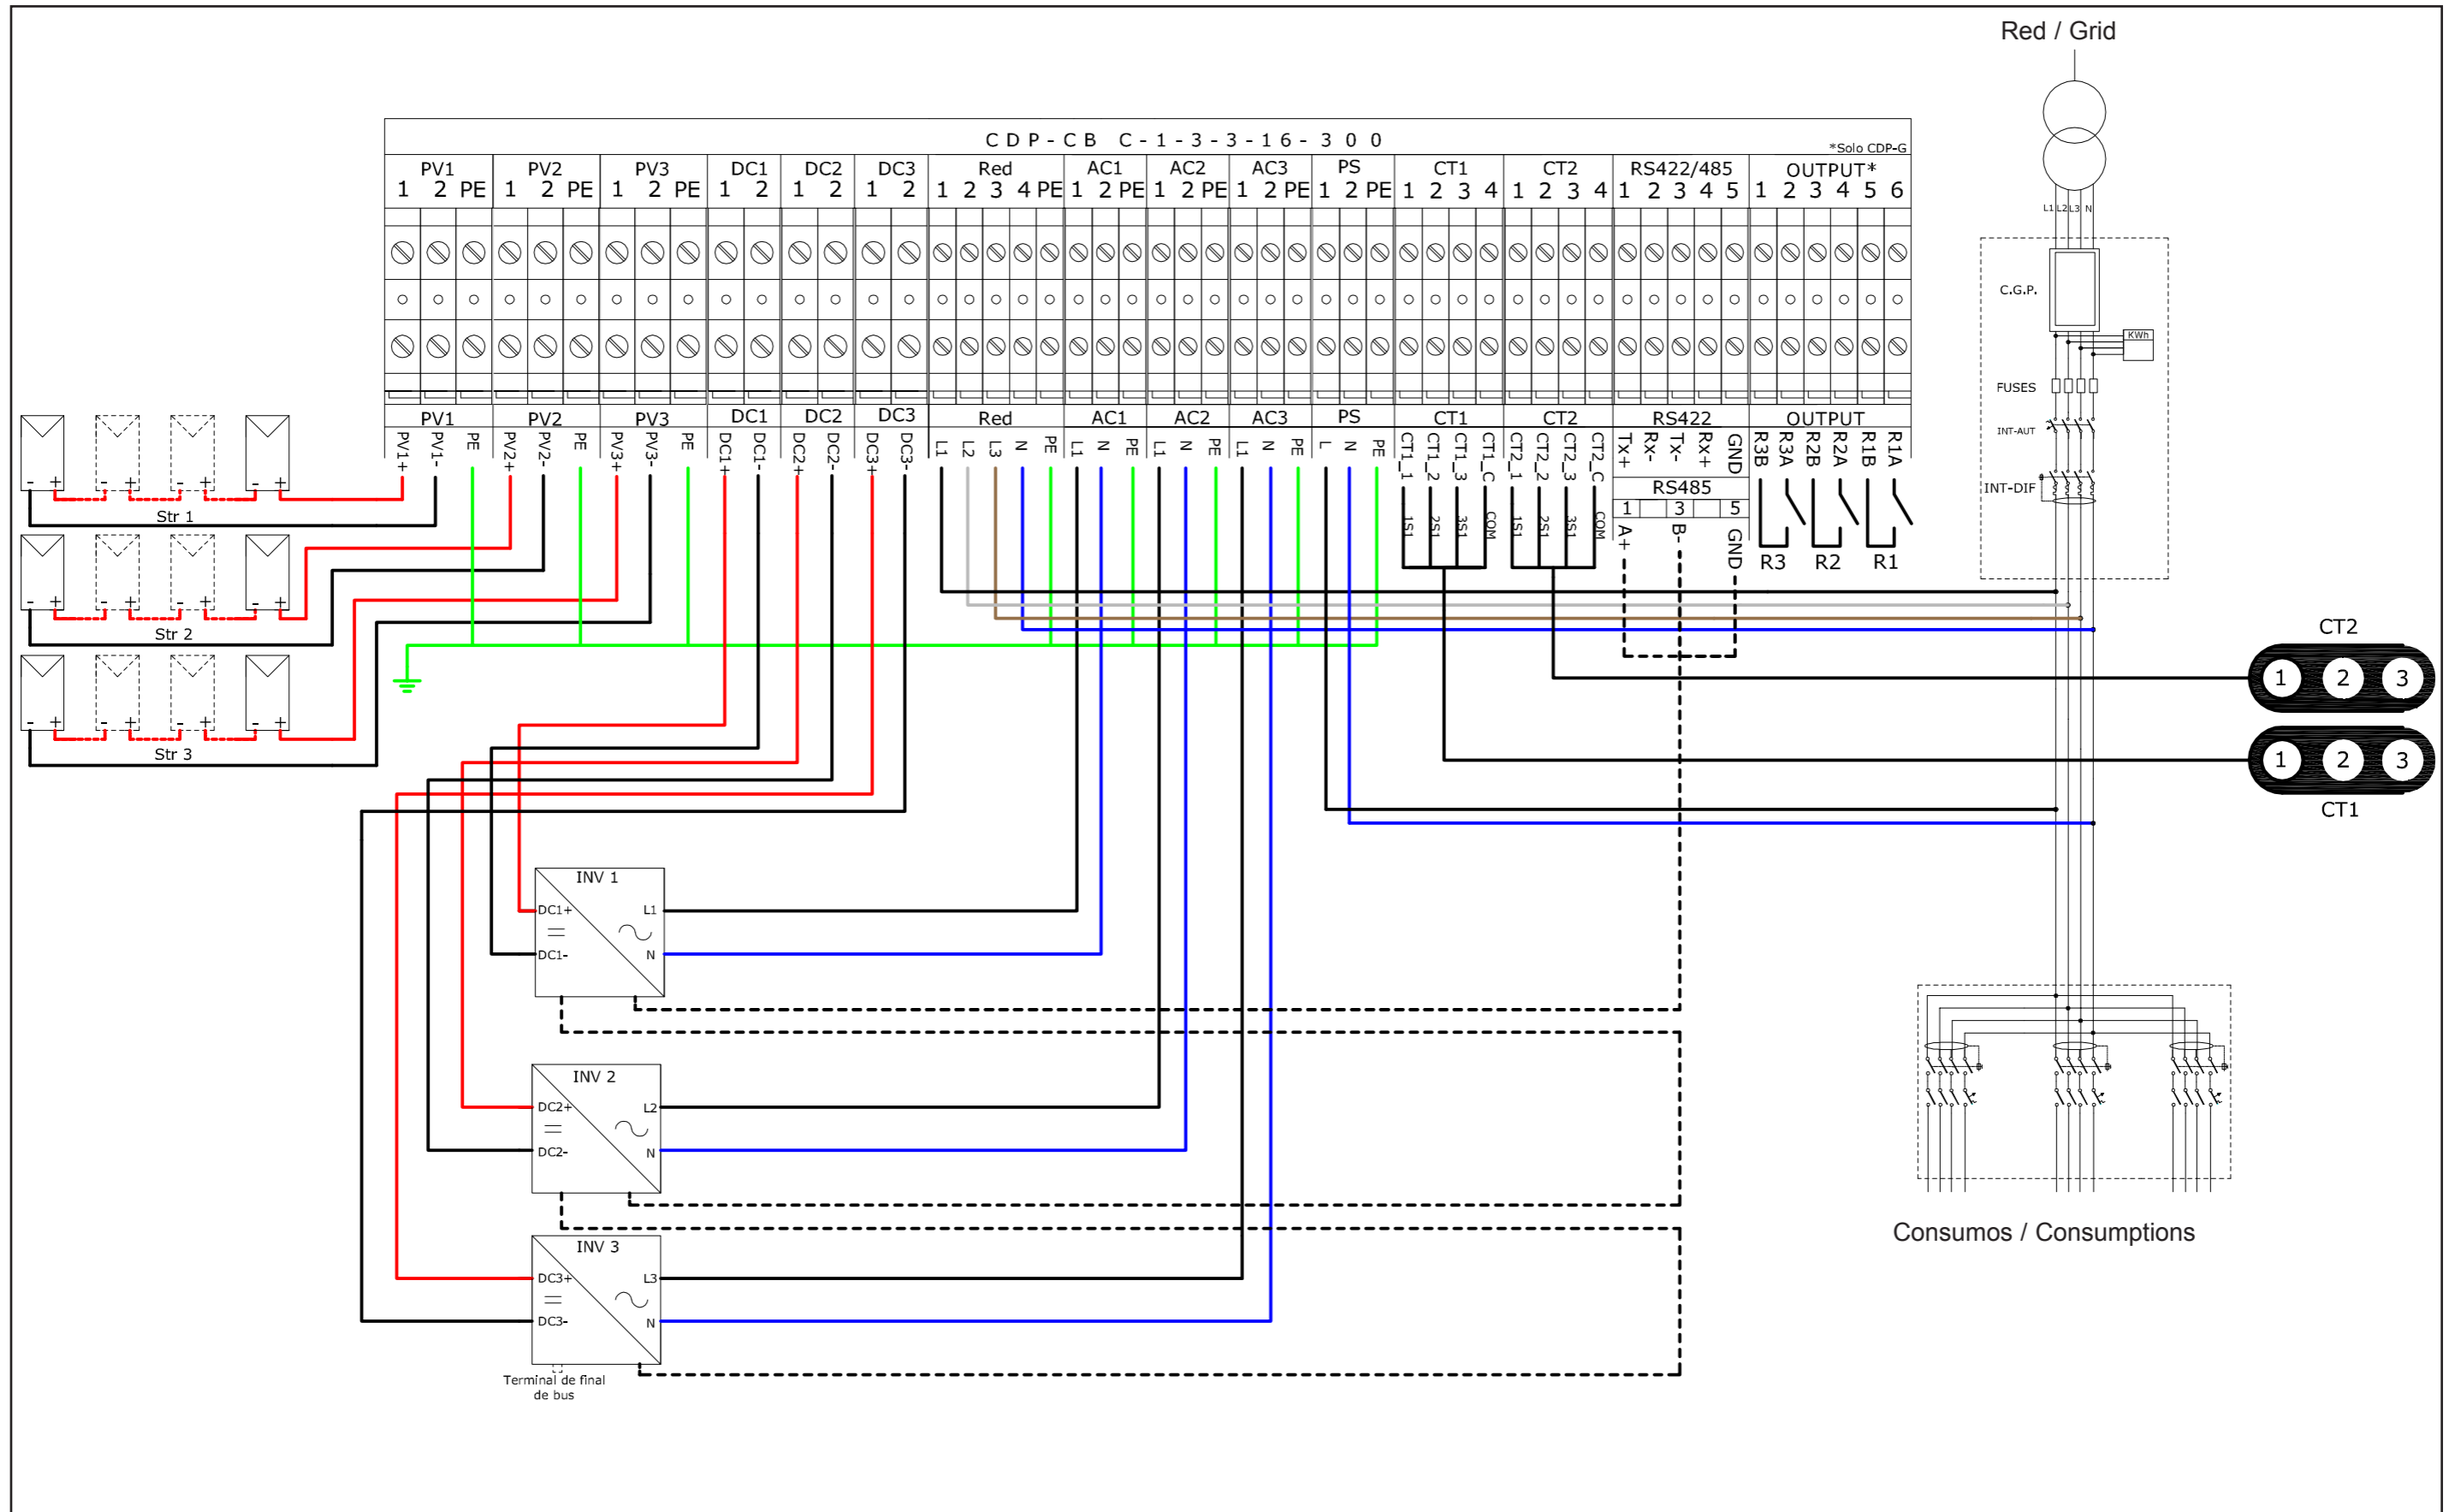 Red / Grid
CDP-CB C-1-3-3-16-300
*Solo CDP-G
PV1 PV2 PV3 DC1 DC2 DC3 Red AC1 AC2 AC3 PS CT1 CT2 RS422/485 OUTPUT*
1 2 PE 1 2 PE 1 2 PE 1 2 1 2 1 2 1 2 3 4 PE 1 2 PE 1 2 PE 1 2 PE 1 2 PE 1 2 3 4 1 2 3 4 1 2 3 4 5 1 2 3 4 5 6
L1 L2 L3 N
C.G.P.
KWh
FUSES
INT-AUT
INT-DIF
PV1 PV2 PV3 DC1 DC2 DC3 Red AC1 AC2 AC3 PS CT1 CT2 RS422 OUTPUT
PV1+ PV1- PE PV2+ PV2- PE PV3+ PV3- PE DC1+ DC1- DC2+ DC2- DC3+ DC3- L1 L2 L3 N PE L1 N PE L1 N PE L1 N PE L N PE CT1_1 CT1_2 CT1_3 CT1_C CT2_1 CT2_2 CT2_3 CT2_C Tx+ Rx- Tx- Rx+ GND R3B R3A R2B R2A R1B R1A
RS485
1 3 5
1S1 2S1 3S1 COM 1S1 2S1 3S1 COM
A+ B- GND
R3 R2 R1
- + - + - + - +
Str 1
- + - + - + - +
Str 2
- + - + - + - +
Str 3
CT2
1 2 3
1 2 3
CT1
INV 1
DC1+ L1
DC1- N
INV 2
DC2+ L2
DC2- N
INV 3
DC3+ L3
DC3- N
Terminal de final
de bus
Consumos / Consumptions